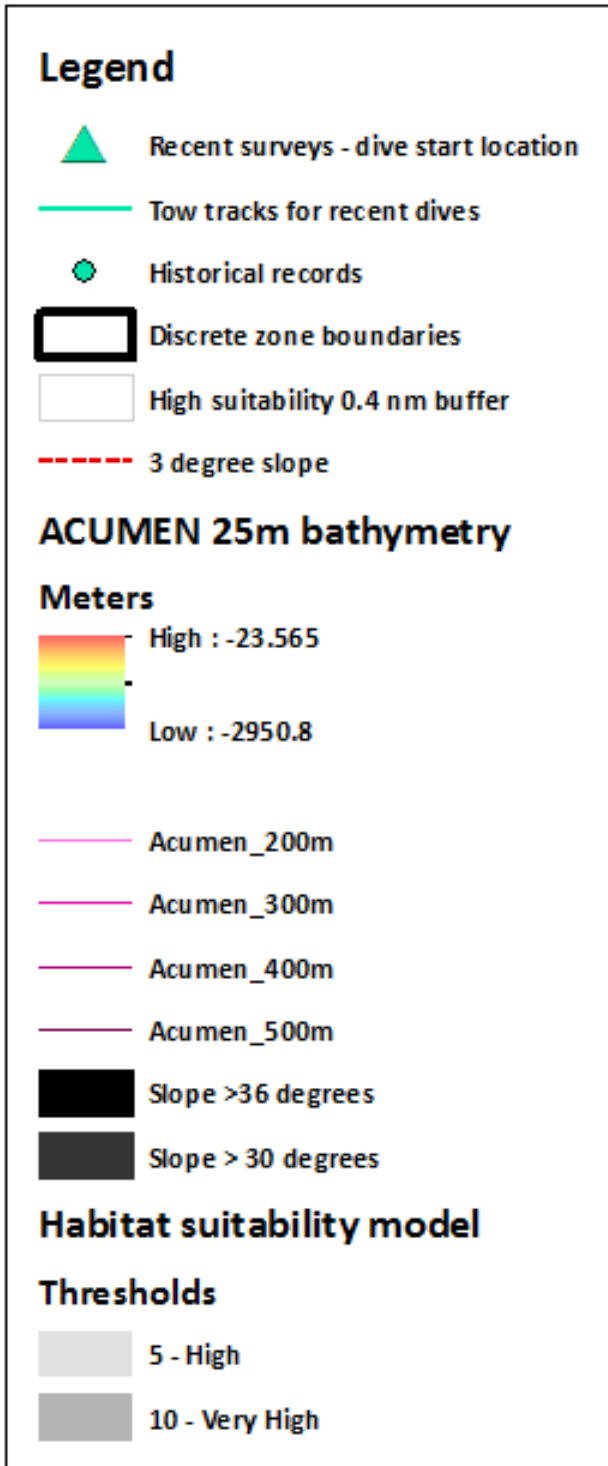 Legend
Recent surveys - dive start location
Tow tracks for recent dives
Historical records
Discrete zone boundaries
High suitability 0.4 nm buffer
3 degree slope
ACUMEN 25m bathymetry
Meters
High : -23.565
Low : -2950.8
Acumen_200m
Acumen_300m
Acumen_400m
Acumen_500m
Slope >36 degrees
Slope > 30 degrees
Habitat suitability model
Thresholds
5 - High
10 - Very High